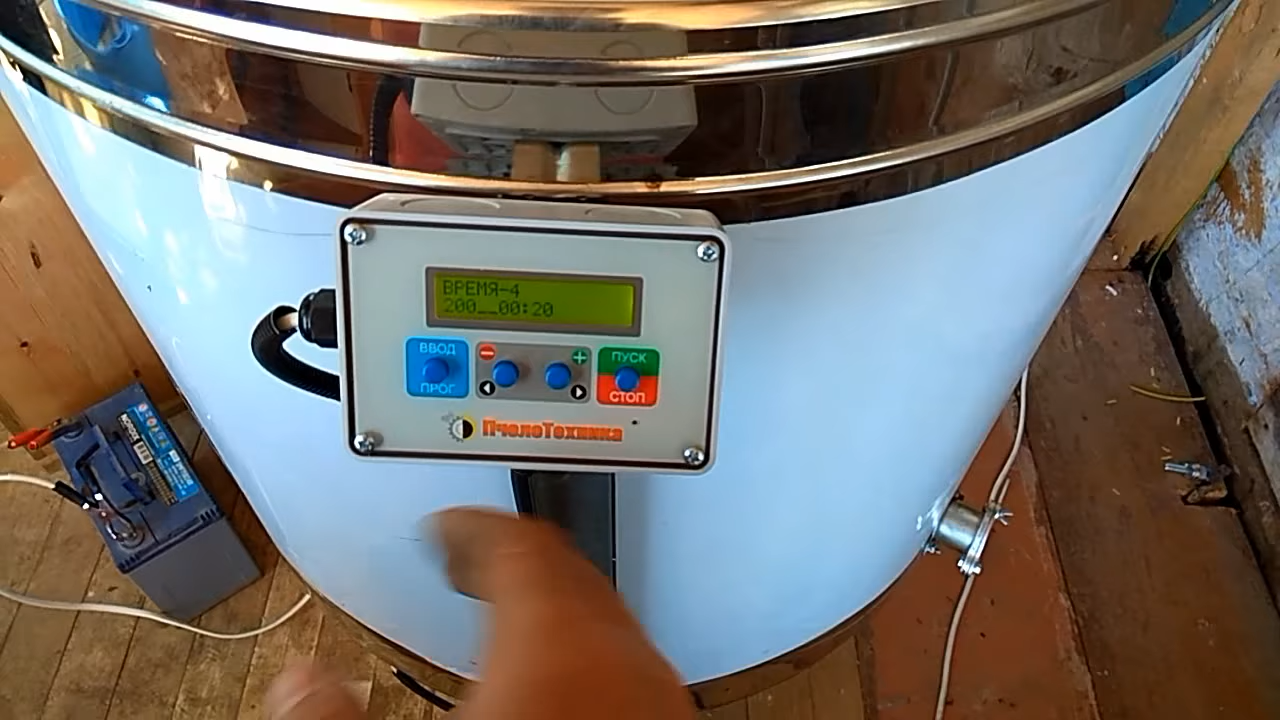 ВРЕМЯ-4
200__00:20
ВВОД
ПРОГ
ПУСК
СТОП
ПчелоТехника